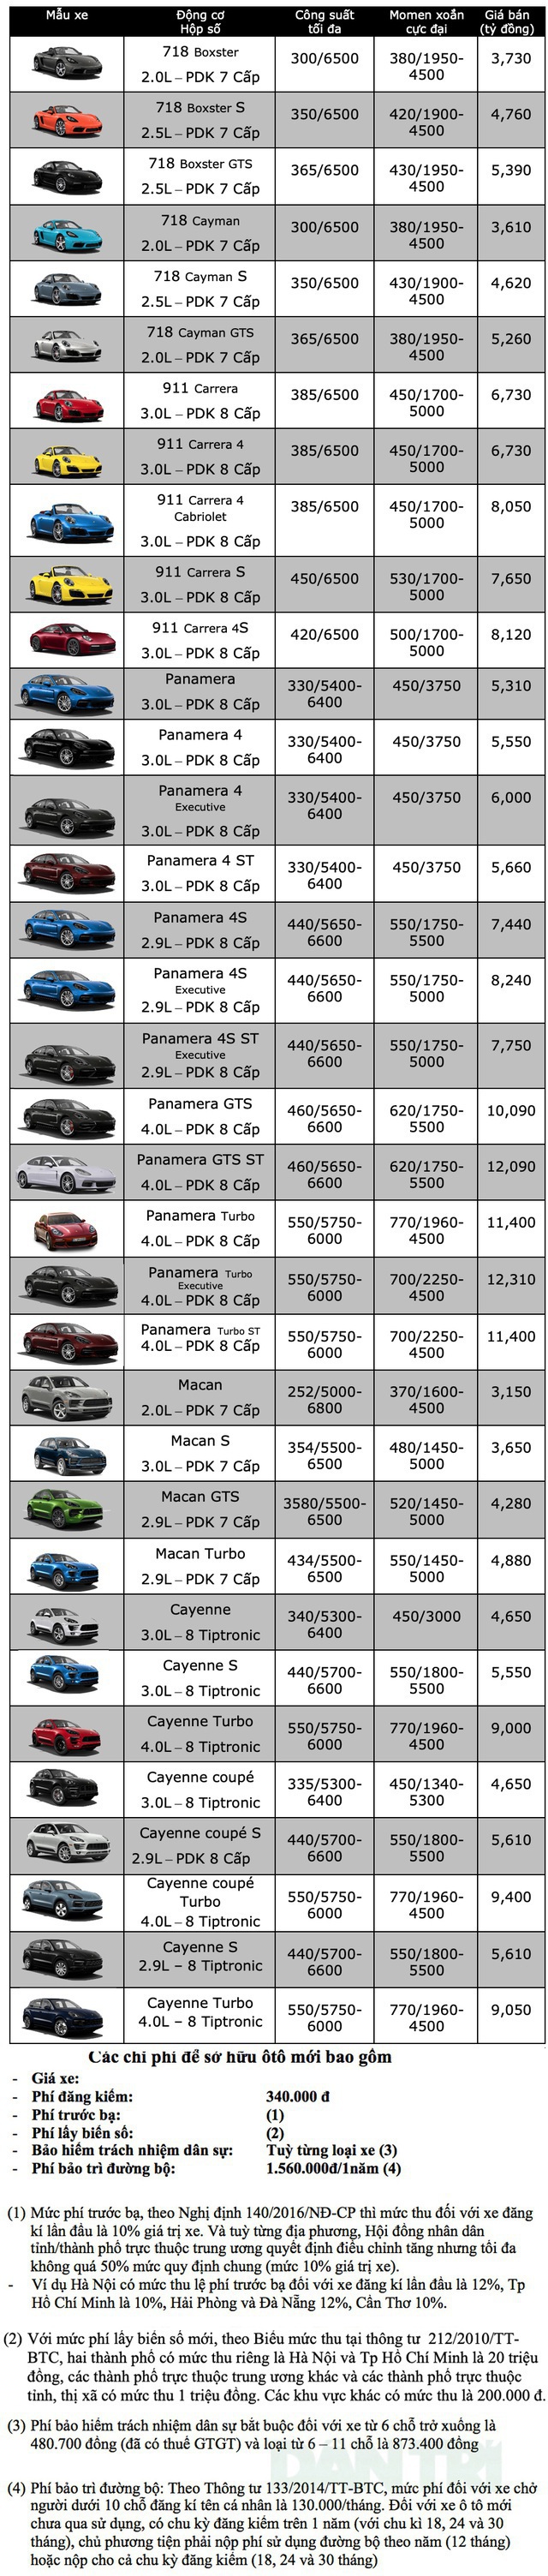 Mẫu xe Động cơ Hộp số Công suất tối đa Momen xoắn cực đại Giá bán (tỷ đồng)
718 Boxster 300/6500 380/1950-4500 3,730
2.0L – PDK 7 Cấp
718 Boxster S 350/6500 420/1900-4500 4,760
2.5L – PDK 7 Cấp
718 Boxster GTS 365/6500 430/1950-4500 5,390
2.5L – PDK 7 Cấp
718 Cayman 300/6500 380/1950-4500 3,610
2.0L – PDK 7 Cấp
718 Cayman S 350/6500 430/1900-4500 4,620
2.5L – PDK 7 Cấp
718 Cayman GTS 365/6500 380/1950-4500 5,260
2.0L – PDK 7 Cấp
911 Carrera 385/6500 450/1700-5000 6,730
3.0L – PDK 8 Cấp
911 Carrera 4 385/6500 450/1700-5000 6,730
3.0L – PDK 8 Cấp
911 Carrera 4 Cabriolet 385/6500 450/1700-5000 8,050
3.0L – PDK 8 Cấp
911 Carrera S 450/6500 530/1700-5000 7,650
3.0L – PDK 8 Cấp
911 Carrera 4S 420/6500 500/1700-5000 8,120
3.0L – PDK 8 Cấp
Panamera 330/5400-6400 450/3750 5,310
3.0L – PDK 8 Cấp
Panamera 4 330/5400-6400 450/3750 5,550
3.0L – PDK 8 Cấp
Panamera 4 Executive 330/5400-6400 450/3750 6,000
3.0L – PDK 8 Cấp
Panamera 4 ST 330/5400-6400 450/3750 5,660
3.0L – PDK 8 Cấp
Panamera 4S 440/5650-6600 550/1750-5500 7,440
2.9L – PDK 8 Cấp
Panamera 4S Executive 440/5650-6600 550/1750-5000 8,240
2.9L – PDK 8 Cấp
Panamera 4S ST Executive 440/5650-6600 550/1750-5000 7,750
2.9L – PDK 8 Cấp
Panamera GTS 460/5650-6600 620/1750-5500 10,090
4.0L – PDK 8 Cấp
Panamera GTS ST 460/5650-6600 620/1750-5500 12,090
4.0L – PDK 8 Cấp
Panamera Turbo 550/5750-6000 770/1960-4500 11,400
4.0L – PDK 8 Cấp
Panamera Turbo Executive 550/5750-6000 700/2250-4500 12,310
4.0L – PDK 8 Cấp
Panamera Turbo ST 550/5750-6000 700/2250-4500 11,400
4.0L – PDK 8 Cấp
Macan 252/5000-6800 370/1600-4500 3,150
2.0L – PDK 7 Cấp
Macan S 354/5500-6500 480/1450-5000 3,650
3.0L – PDK 7 Cấp
Macan GTS 3580/5500-6500 520/1450-5000 4,280
2.9L – PDK 7 Cấp
Macan Turbo 434/5500-6500 550/1450-5000 4,880
2.9L – PDK 7 Cấp
Cayenne 340/5300-6400 450/3000 4,650
3.0L – 8 Tiptronic
Cayenne S 440/5700-6600 550/1800-5500 5,550
3.0L – 8 Tiptronic
Cayenne Turbo 550/5750-6000 770/1960-4500 9,000
4.0L – 8 Tiptronic
Cayenne coupé 335/5300-6400 450/1340-5300 4,650
3.0L – 8 Tiptronic
Cayenne coupé S 440/5700-6600 550/1800-5500 5,610
2.9L – PDK 8 Cấp
Cayenne coupé Turbo 550/5750-6000 770/1960-4500 9,400
4.0L – 8 Tiptronic
Cayenne S 440/5700-6600 550/1800-5500 5,610
2.9L – 8 Tiptronic
Cayenne Turbo 550/5750-6000 770/1960-4500 9,050
4.0L – 8 Tiptronic
Các chi phí để sở hữu ôtô mới bao gồm
- Giá xe:
- Phí đăng kiểm: 340.000 đ
- Phí trước bạ: (1)
- Phí lấy biển số: (2)
- Bảo hiểm trách nhiệm dân sự: Tuỳ từng loại xe (3)
- Phí bảo trì đường bộ: 1.560.000đ/1năm (4)
(1) Mức phí trước bạ, theo Nghị định 140/2016/NĐ-CP thì mức thu đối với xe đăng
kí lần đầu là 10% giá trị xe. Và tuỳ từng địa phương, Hội đồng nhân dân
tỉnh/thành phố trực thuộc trung ương quyết định điều chỉnh tăng nhưng tối đa
không quá 50% mức quy định chung (mức 10% giá trị xe).
- Ví dụ Hà Nội có mức thu lệ phí trước bạ đối với xe đăng kí lần đầu là 12%, Tp
Hồ Chí Minh là 10%, Hải Phòng và Đà Nẵng 12%, Cần Thơ 10%.
(2) Với mức phí lấy biển số mới, theo Biểu mức thu tại thông tư 212/2010/TT-
BTC, hai thành phố có mức thu riêng là Hà Nội và Tp Hồ Chí Minh là 20 triệu
đồng, các thành phố trực thuộc trung ương khác và các thành phố trực thuộc
tỉnh, thị xã có mức thu 1 triệu đồng. Các khu vực khác có mức thu là 200.000 đ.
(3) Phí bảo hiểm trách nhiệm dân sự bắt buộc đối với xe từ 6 chỗ trở xuống là
480.700 đồng (đã có thuế GTGT) và loại từ 6 – 11 chỗ là 873.400 đồng
DÂN TRÍ
(4) Phí bảo trì đường bộ: Theo Thông tư 133/2014/TT-BTC, mức phí đối với xe chở
người dưới 10 chỗ đăng kí tên cá nhân là 130.000/tháng. Đối với xe ô tô mới
chưa qua sử dụng, có chu kỳ đăng kiểm trên 1 năm (với chu kì 18, 24 và 30
tháng), chủ phương tiện phải nộp phí sử dụng đường bộ theo năm (12 tháng)
hoặc nộp cho cả chu kỳ đăng kiểm (18, 24 và 30 tháng)